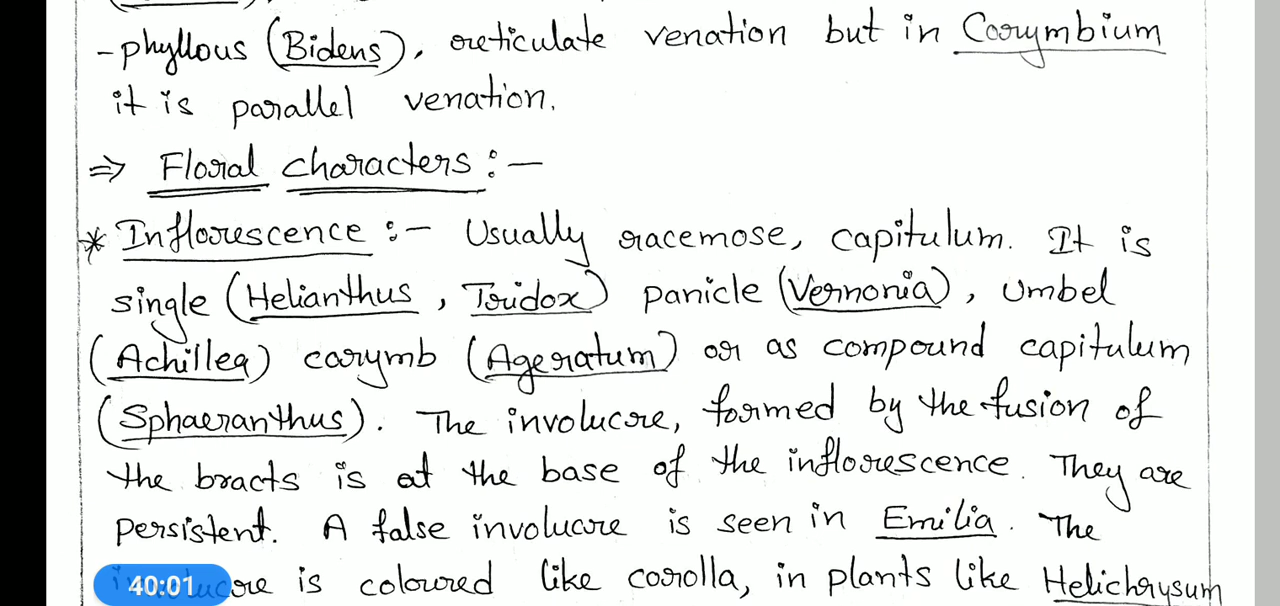 -phyllous (Bidens), reticulate venation but in Corymbium
it is parallel venation.
⇒ Floral characters :-
* Inflorescence :- Usually racemose, capitulum. It is
single (Helianthus, Tridox) panicle (Vernonia), Umbel
(Achillea) corymb (Ageratum) or as compound capitulum
(Sphaeranthus). The involucre, formed by the fusion of
the bracts is at the base of the inflorescence. They are
persistent. A false involucre is seen in Emilia. The
40:01 is coloured like corolla, in plants like Helichrysum